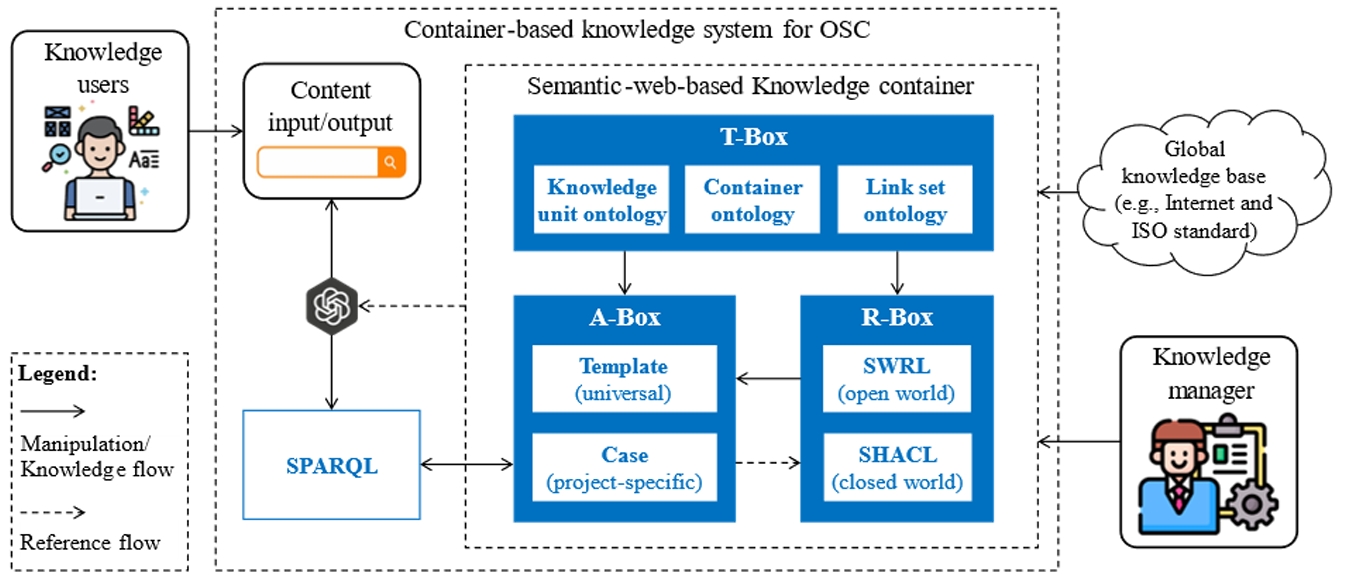 Container-based knowledge system for OSC
Knowledge
users
Aa
Content
input/output
Semantic-web-based Knowledge container
T-Box
Knowledge
unit ontology
Container
ontology
Link set
ontology
Global
knowledge base
(e.g., Internet and
ISO standard)
A-Box
Template
(universal)
Case
(project-specific)
R-Box
SWRL
(open world)
SHACL
(closed world)
Knowledge
manager
SPARQL
Legend:
Manipulation/
Knowledge flow
Reference flow